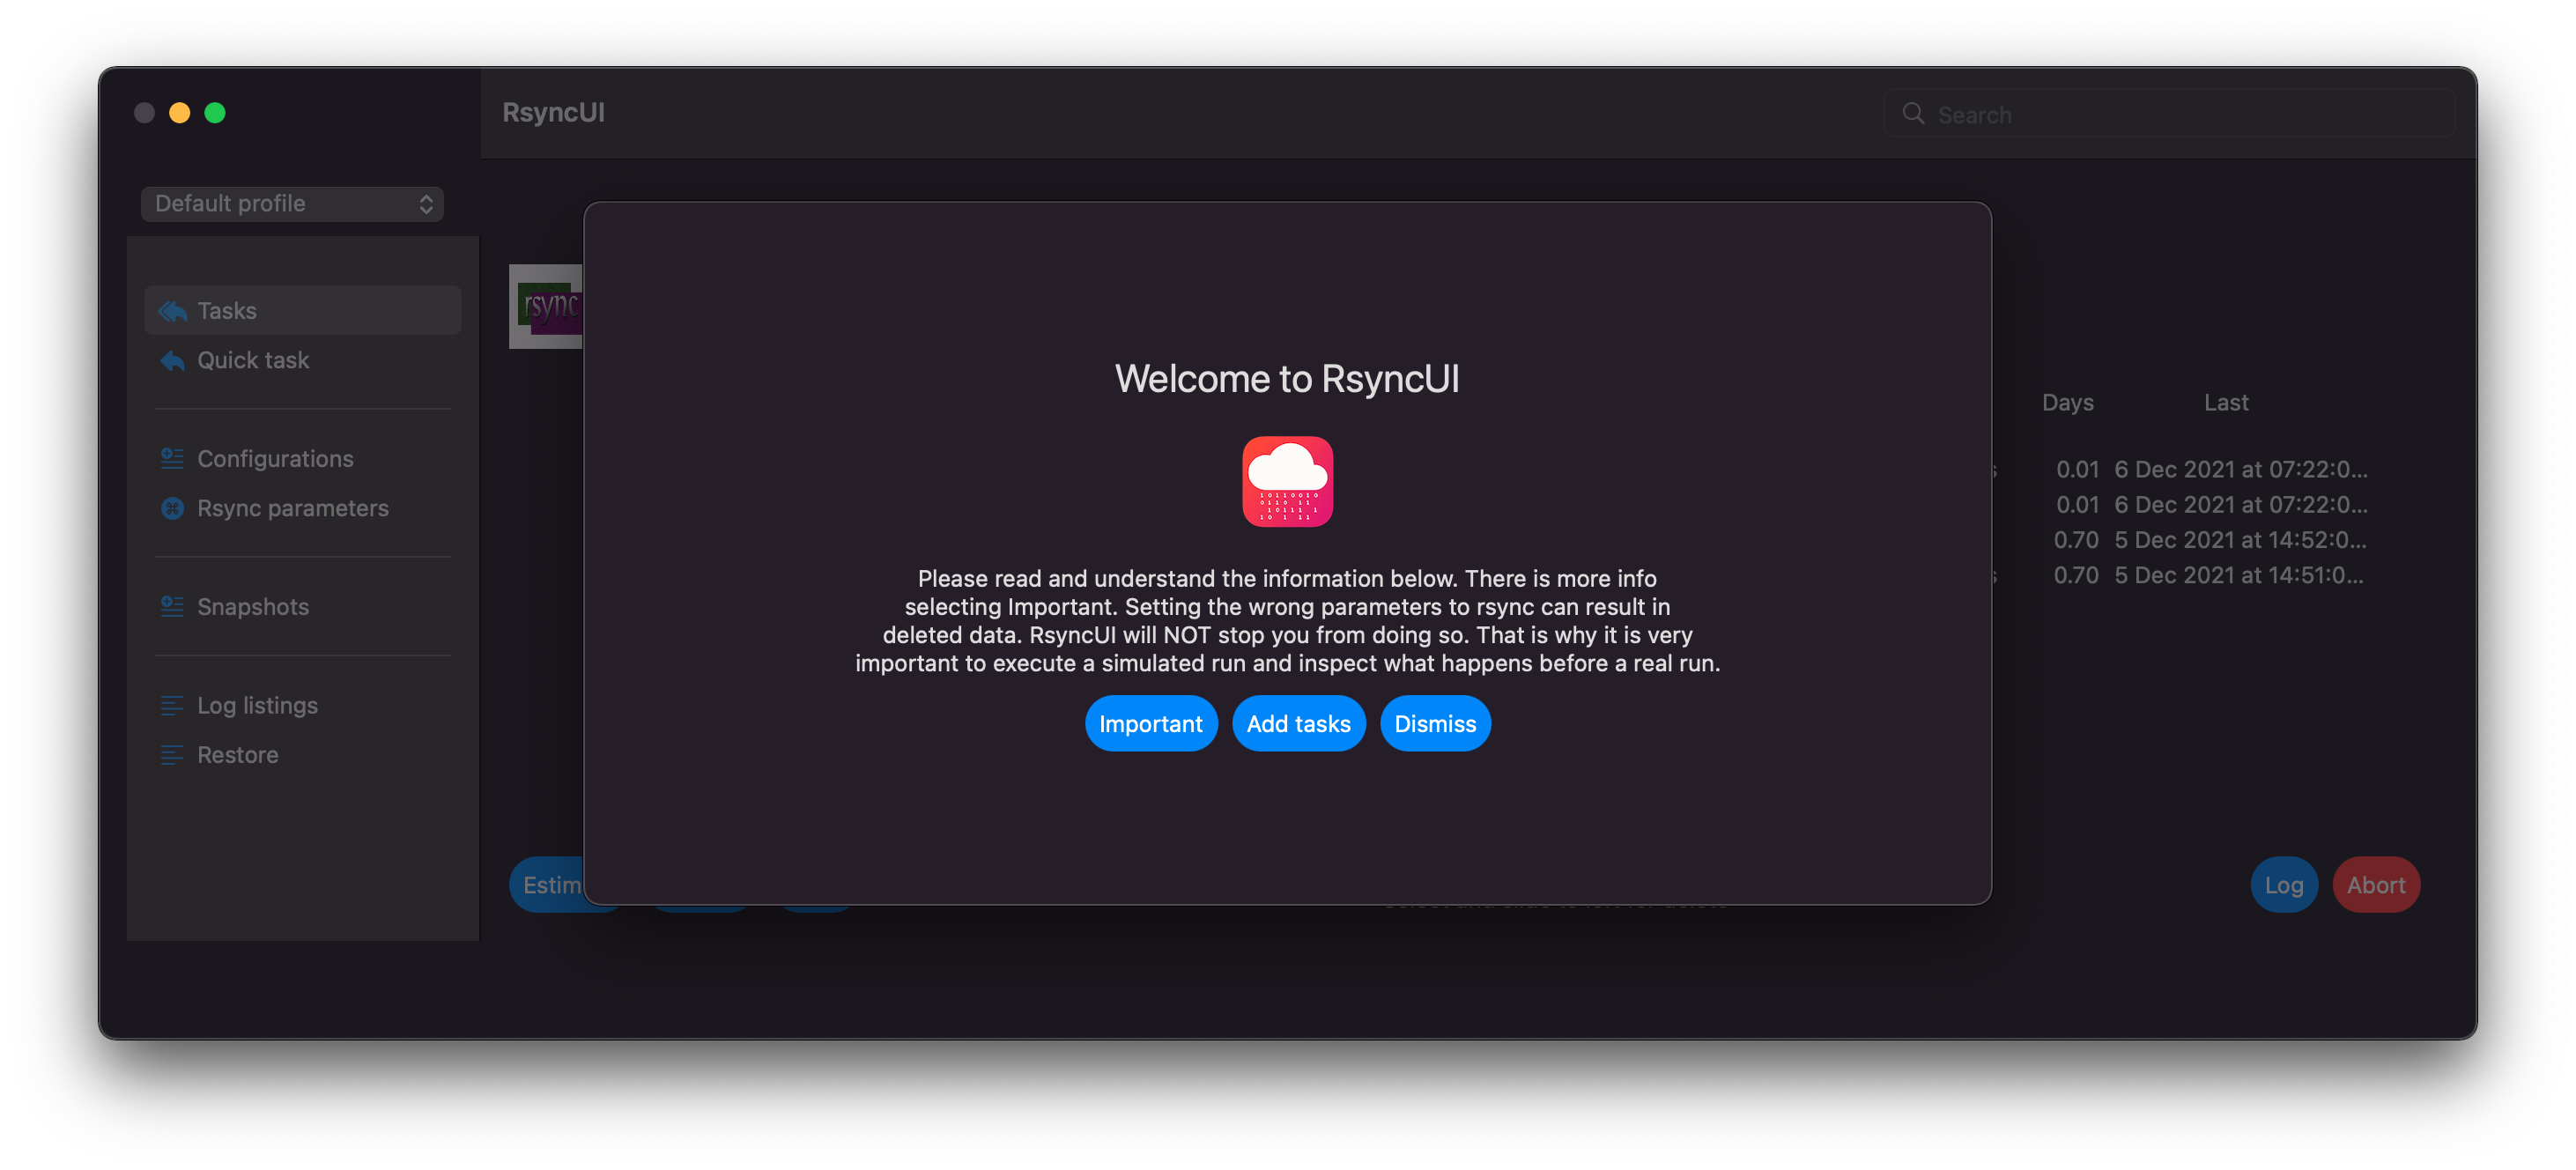 RsyncUI
Search
Default profile
Tasks
Quick task
Configurations
Rsync parameters
Snapshots
Log listings
Restore
rsync
Welcome to RsyncUI
Please read and understand the information below. There is more info
selecting Important. Setting the wrong parameters to rsync can result in
deleted data. RsyncUI will NOT stop you from doing so. That is why it is very
important to execute a simulated run and inspect what happens before a real run.
Important Add tasks Dismiss
Days Last
0.01 6 Dec 2021 at 07:22:0...
0.01 6 Dec 2021 at 07:22:0...
0.70 5 Dec 2021 at 14:52:0...
0.70 5 Dec 2021 at 14:51:0...
Estim
Log Abort